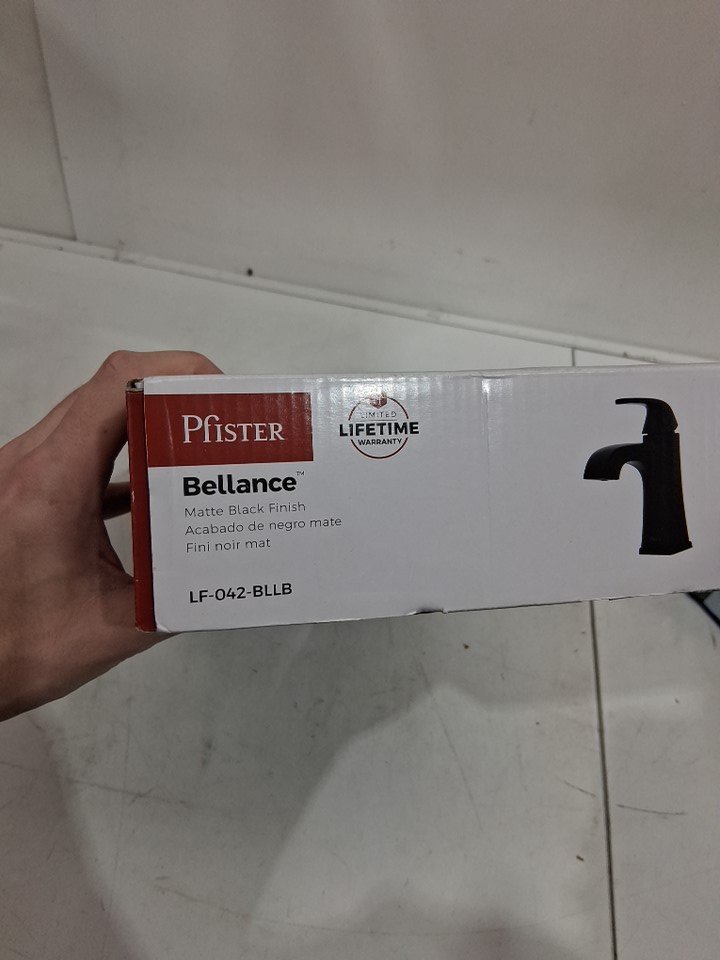 Pfister
LIMITED
LIFETIME
WARRANTY
Bellance™
Matte Black Finish
Acabado de negro mate
Fini noir mat
LF-042-BLLB